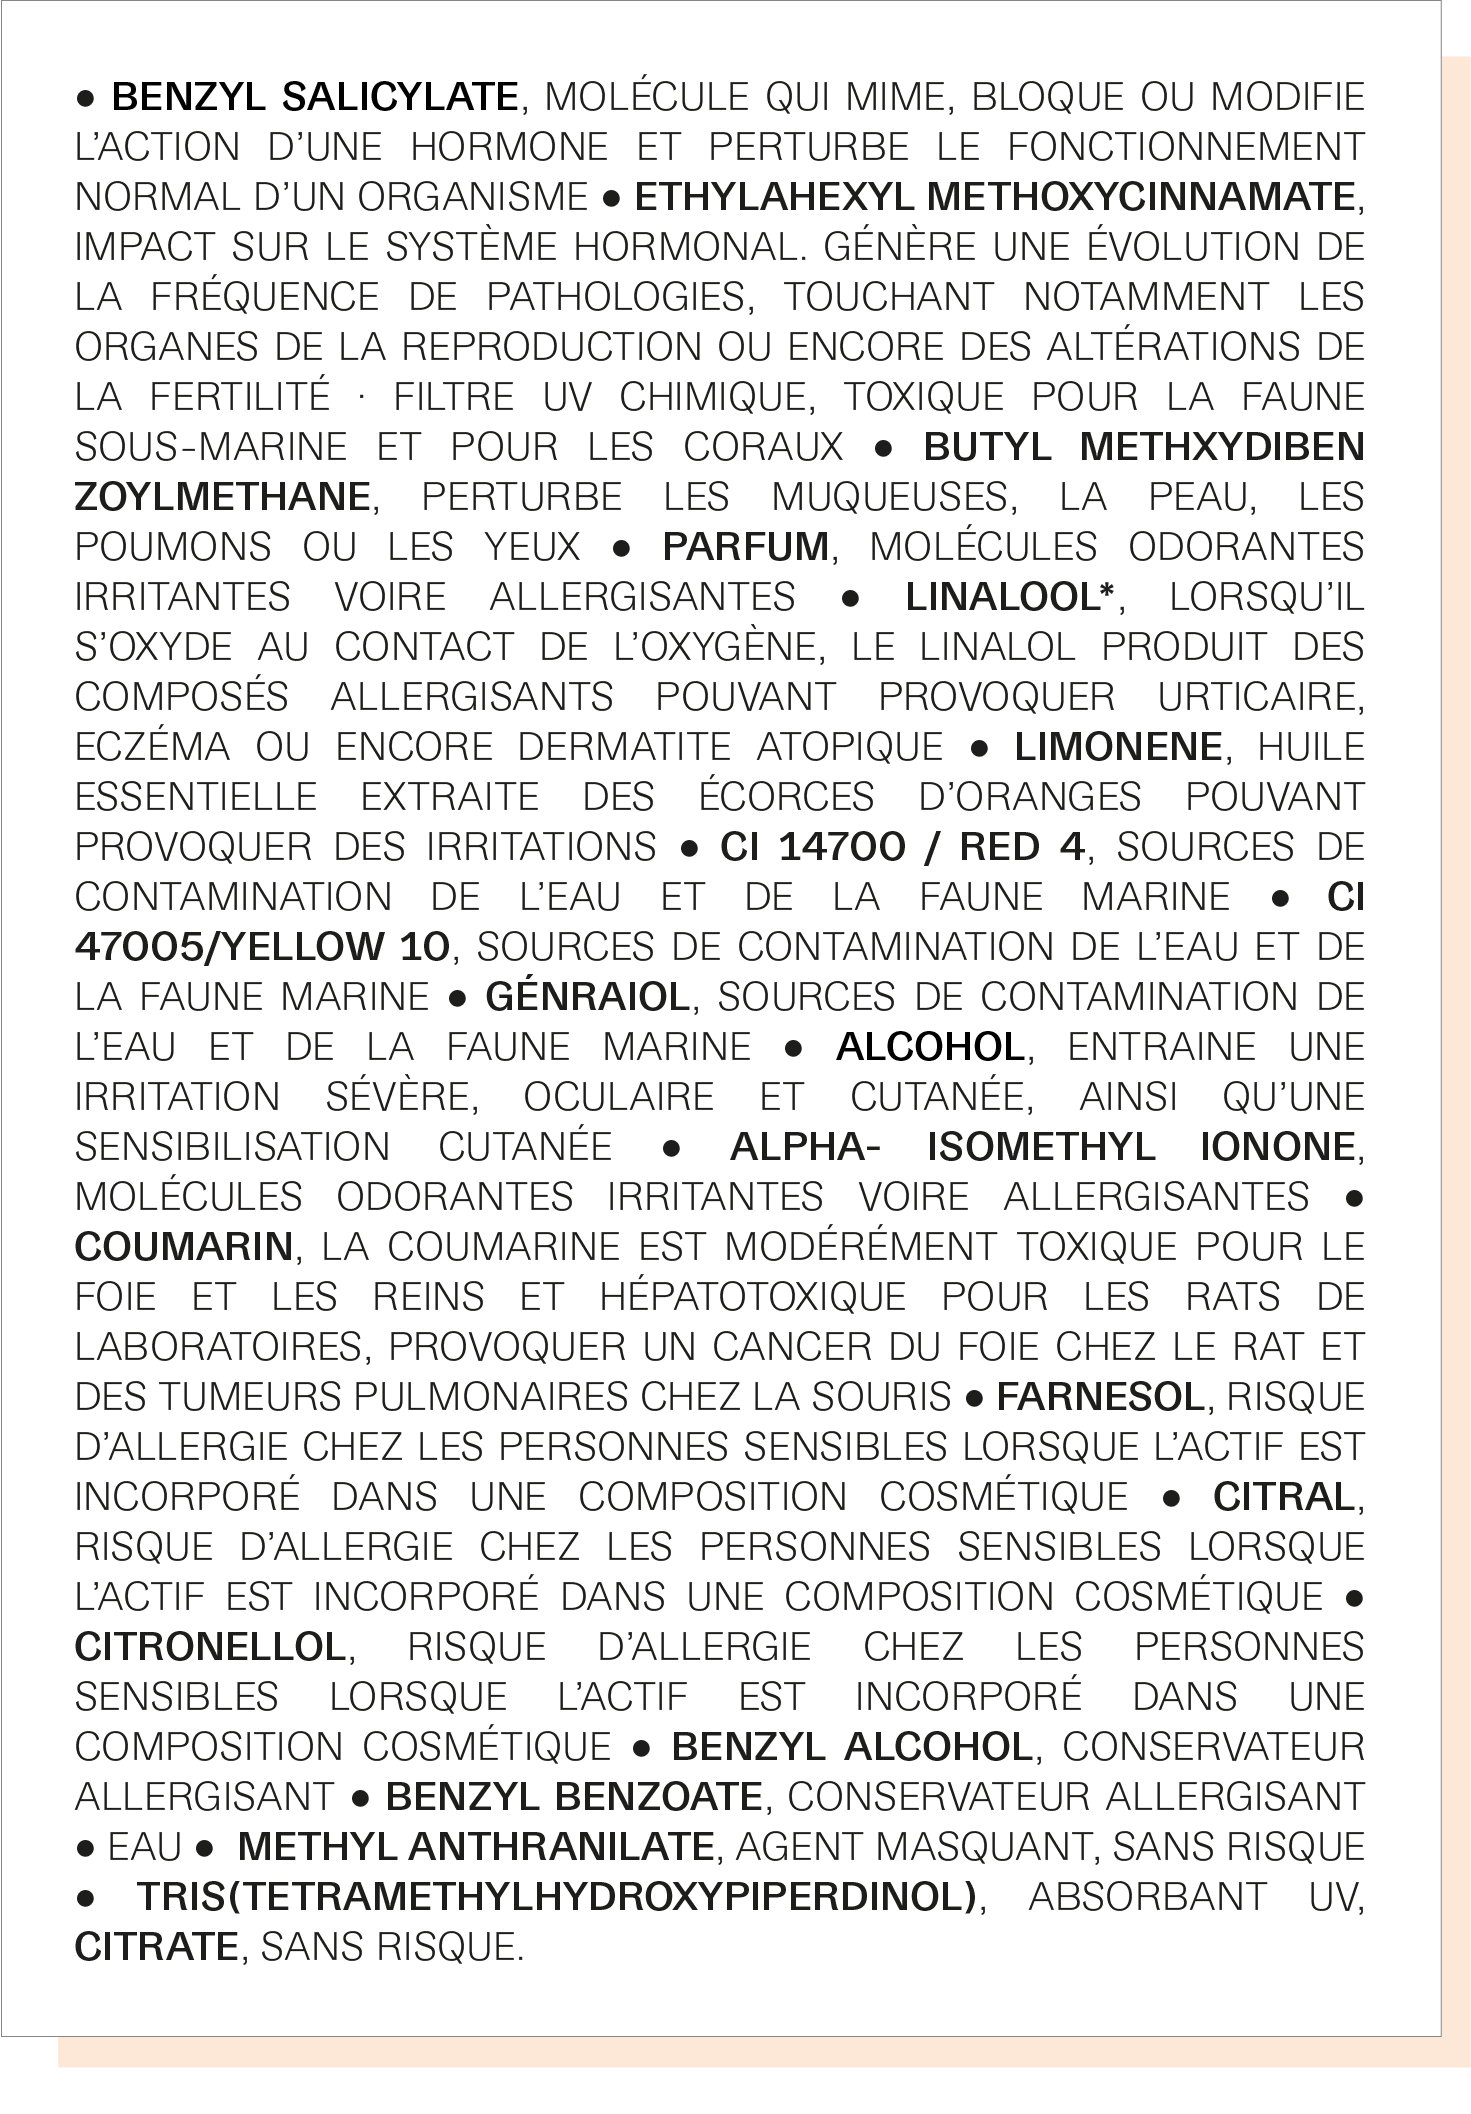 ● BENZYL SALICYLATE, MOLÉCULE QUI MIME, BLOQUE OU MODIFIE
L’ACTION D’UNE HORMONE ET PERTURBE LE FONCTIONNEMENT
NORMAL D’UN ORGANISME ● ETHYLAHEXYL METHOXYCINNAMATE,
IMPACT SUR LE SYSTÈME HORMONAL. GÉNÈRE UNE ÉVOLUTION DE
LA FRÉQUENCE DE PATHOLOGIES, TOUCHANT NOTAMMENT LES
ORGANES DE LA REPRODUCTION OU ENCORE DES ALTÉRATIONS DE
LA FERTILITÉ · FILTRE UV CHIMIQUE, TOXIQUE POUR LA FAUNE
SOUS-MARINE ET POUR LES CORAUX ● BUTYL METHXYDIBEN
ZOYLMETHANE, PERTURBE LES MUQUEUSES, LA PEAU, LES
POUMONS OU LES YEUX ● PARFUM, MOLÉCULES ODORANTES
IRRITANTES VOIRE ALLERGISANTES ● LINALOOL*, LORSQU’IL
S’OXYDE AU CONTACT DE L’OXYGÈNE, LE LINALOL PRODUIT DES
COMPOSÉS ALLERGISANTS POUVANT PROVOQUER URTICAIRE,
ECZÉMA OU ENCORE DERMATITE ATOPIQUE ● LIMONENE, HUILE
ESSENTIELLE EXTRAITE DES ÉCORCES D’ORANGES POUVANT
PROVOQUER DES IRRITATIONS ● CI 14700 / RED 4, SOURCES DE
CONTAMINATION DE L’EAU ET DE LA FAUNE MARINE ● CI
47005/YELLOW 10, SOURCES DE CONTAMINATION DE L’EAU ET DE
LA FAUNE MARINE ● GÉNRAIOL, SOURCES DE CONTAMINATION DE
L’EAU ET DE LA FAUNE MARINE ● ALCOHOL, ENTRAINE UNE
IRRITATION SÉVÈRE, OCULAIRE ET CUTANÉE, AINSI QU’UNE
SENSIBILISATION CUTANÉE ● ALPHA- ISOMETHYL IONONE,
MOLÉCULES ODORANTES IRRITANTES VOIRE ALLERGISANTES ●
COUMARIN, LA COUMARINE EST MODÉRÉMENT TOXIQUE POUR LE
FOIE ET LES REINS ET HÉPATOTOXIQUE POUR LES RATS DE
LABORATOIRES, PROVOQUER UN CANCER DU FOIE CHEZ LE RAT ET
DES TUMEURS PULMONAIRES CHEZ LA SOURIS ● FARNESOL, RISQUE
D’ALLERGIE CHEZ LES PERSONNES SENSIBLES LORSQUE L’ACTIF EST
INCORPORÉ DANS UNE COMPOSITION COSMÉTIQUE ● CITRAL,
RISQUE D’ALLERGIE CHEZ LES PERSONNES SENSIBLES LORSQUE
L’ACTIF EST INCORPORÉ DANS UNE COMPOSITION COSMÉTIQUE ●
CITRONELLOL, RISQUE D’ALLERGIE CHEZ LES PERSONNES
SENSIBLES LORSQUE L’ACTIF EST INCORPORÉ DANS UNE
COMPOSITION COSMÉTIQUE ● BENZYL ALCOHOL, CONSERVATEUR
ALLERGISANT ● BENZYL BENZOATE, CONSERVATEUR ALLERGISANT
● EAU ● METHYL ANTHRANILATE, AGENT MASQUANT, SANS RISQUE
● TRIS(TETRAMETHYLHYDROXYPIPERDINOL), ABSORBANT UV,
CITRATE, SANS RISQUE.